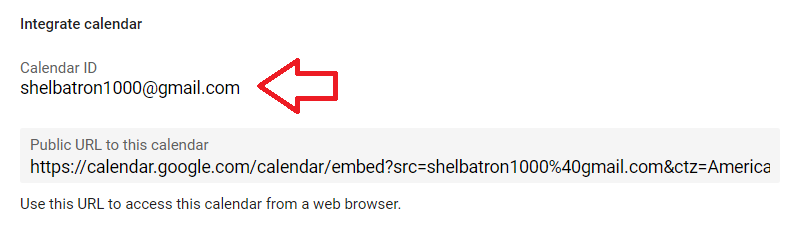 Integrate calendar
Calendar ID
shelbatron1000@gmail.com
Public URL to this calendar
https://calendar.google.com/calendar/embed?src=shelbatron1000%40gmail.com&ctz=America
Use this URL to access this calendar from a web browser.